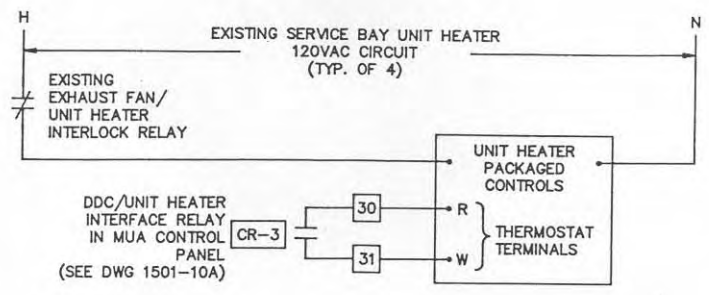 H
N
EXISTING SERVICE BAY UNIT HEATER
120VAC CIRCUIT
(TYP. OF 4)
EXISTING
EXHAUST FAN/
UNIT HEATER
INTERLOCK RELAY
UNIT HEATER
PACKAGED
CONTROLS
DDC/UNIT HEATER
INTERFACE RELAY
IN MUA CONTROL
PANEL
(SEE DWG 1501-10A)
CR-3
30
R
31
W
THERMOSTAT
TERMINALS